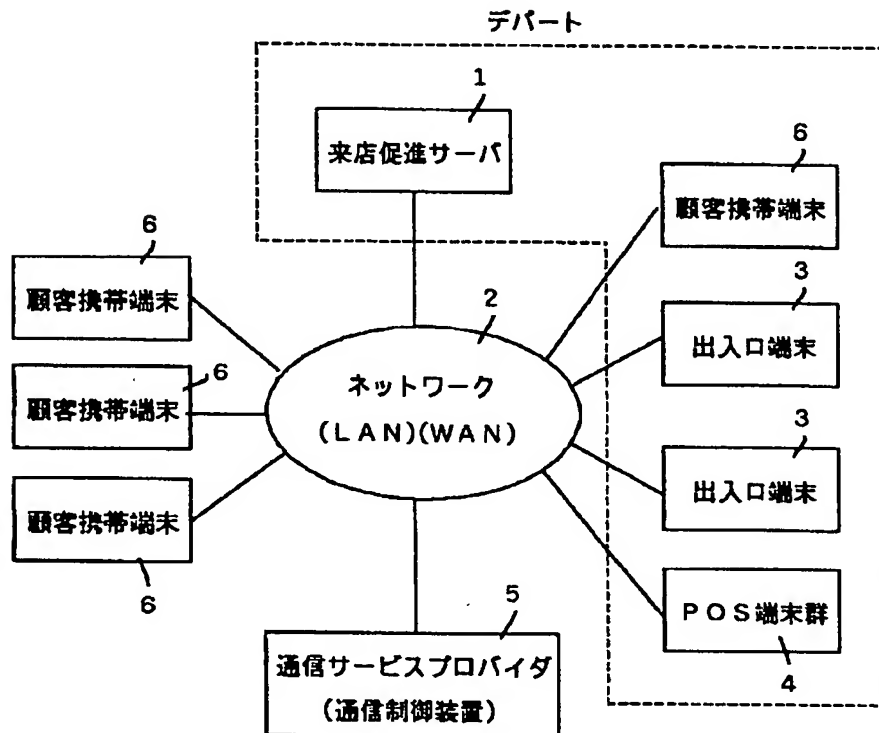 デパート
1
来店促進サーバ
6
顧客携帯端末
6
顧客携帯端末
3
出入口端末
2
6
顧客携帯端末
ネットワーク
(LAN)(WAN)
3
出入口端末
顧客携帯端末
6
5
POS端末群
4
通信サービスプロバイダ
(通信制御装置)